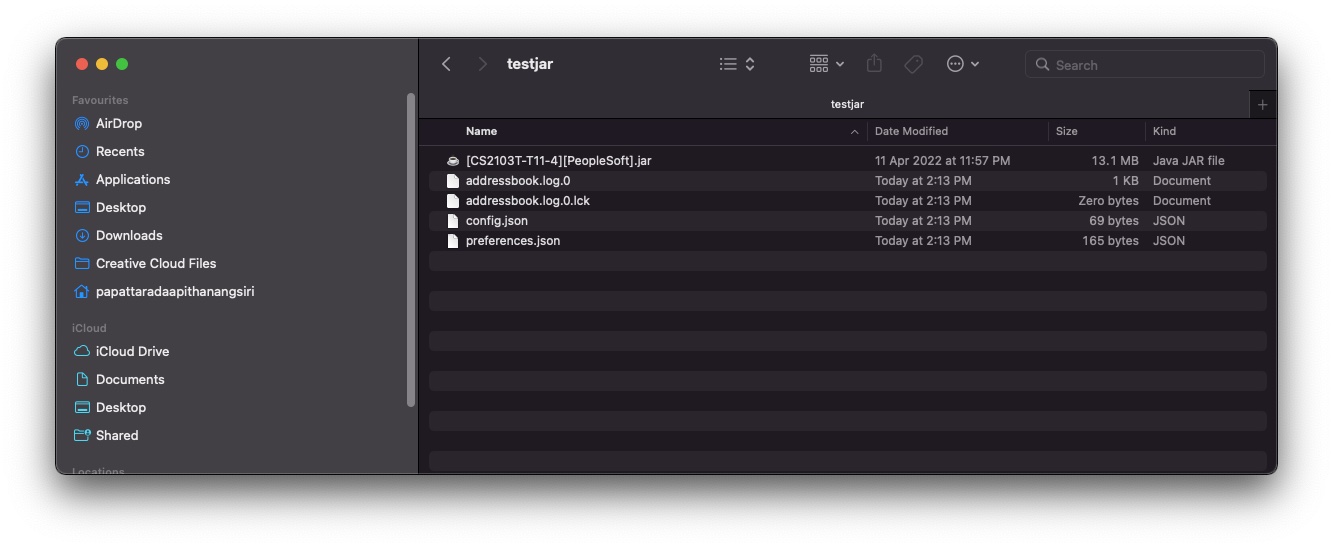 testjar
Search
testjar
+
Favourites
AirDrop
Recents
Applications
Desktop
Downloads
Creative Cloud Files
papattaradaapithanangsiri
iCloud
iCloud Drive
Documents
Desktop
Shared
Locations
Name Date Modified Size Kind
[CS2103T-T11-4][PeopleSoft].jar 11 Apr 2022 at 11:57 PM 13.1 MB Java JAR file
addressbook.log.0 Today at 2:13 PM 1 KB Document
addressbook.log.0.lck Today at 2:13 PM Zero bytes Document
config.json Today at 2:13 PM 69 bytes JSON
preferences.json Today at 2:13 PM 165 bytes JSON